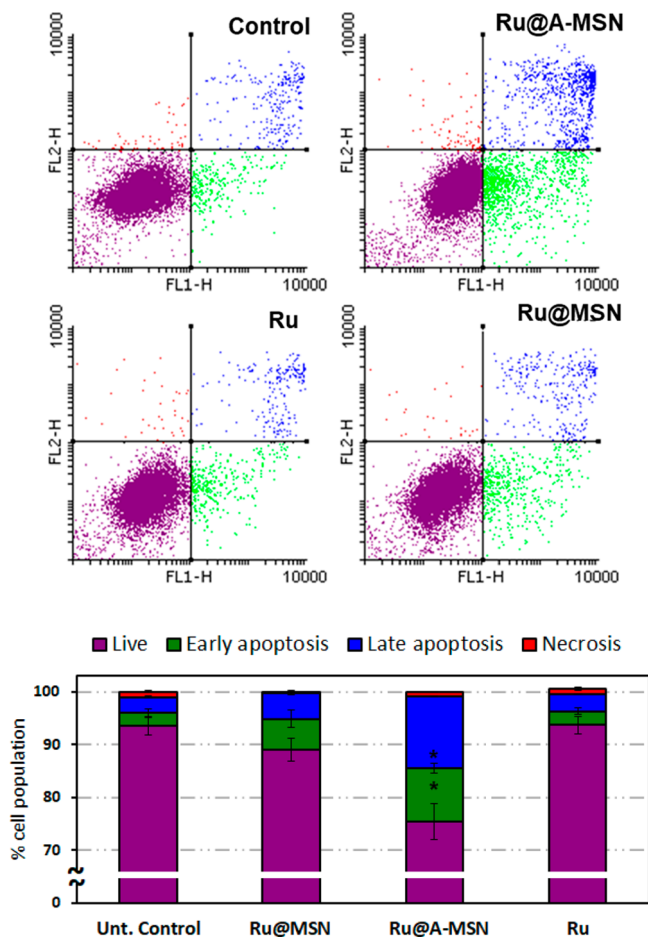 Control
Ru@A-MSN
10000
10000
FL2-H
FL2-H
FL1-H
10000
FL1-H
10000
Ru
Ru@MSN
10000
10000
FL2-H
FL2-H
FL1-H
10000
FL1-H
10000
Live Early apoptosis Late apoptosis Necrosis
% cell population
100
90
80
70
0
*
*
Unt. Control Ru@MSN Ru@A-MSN Ru